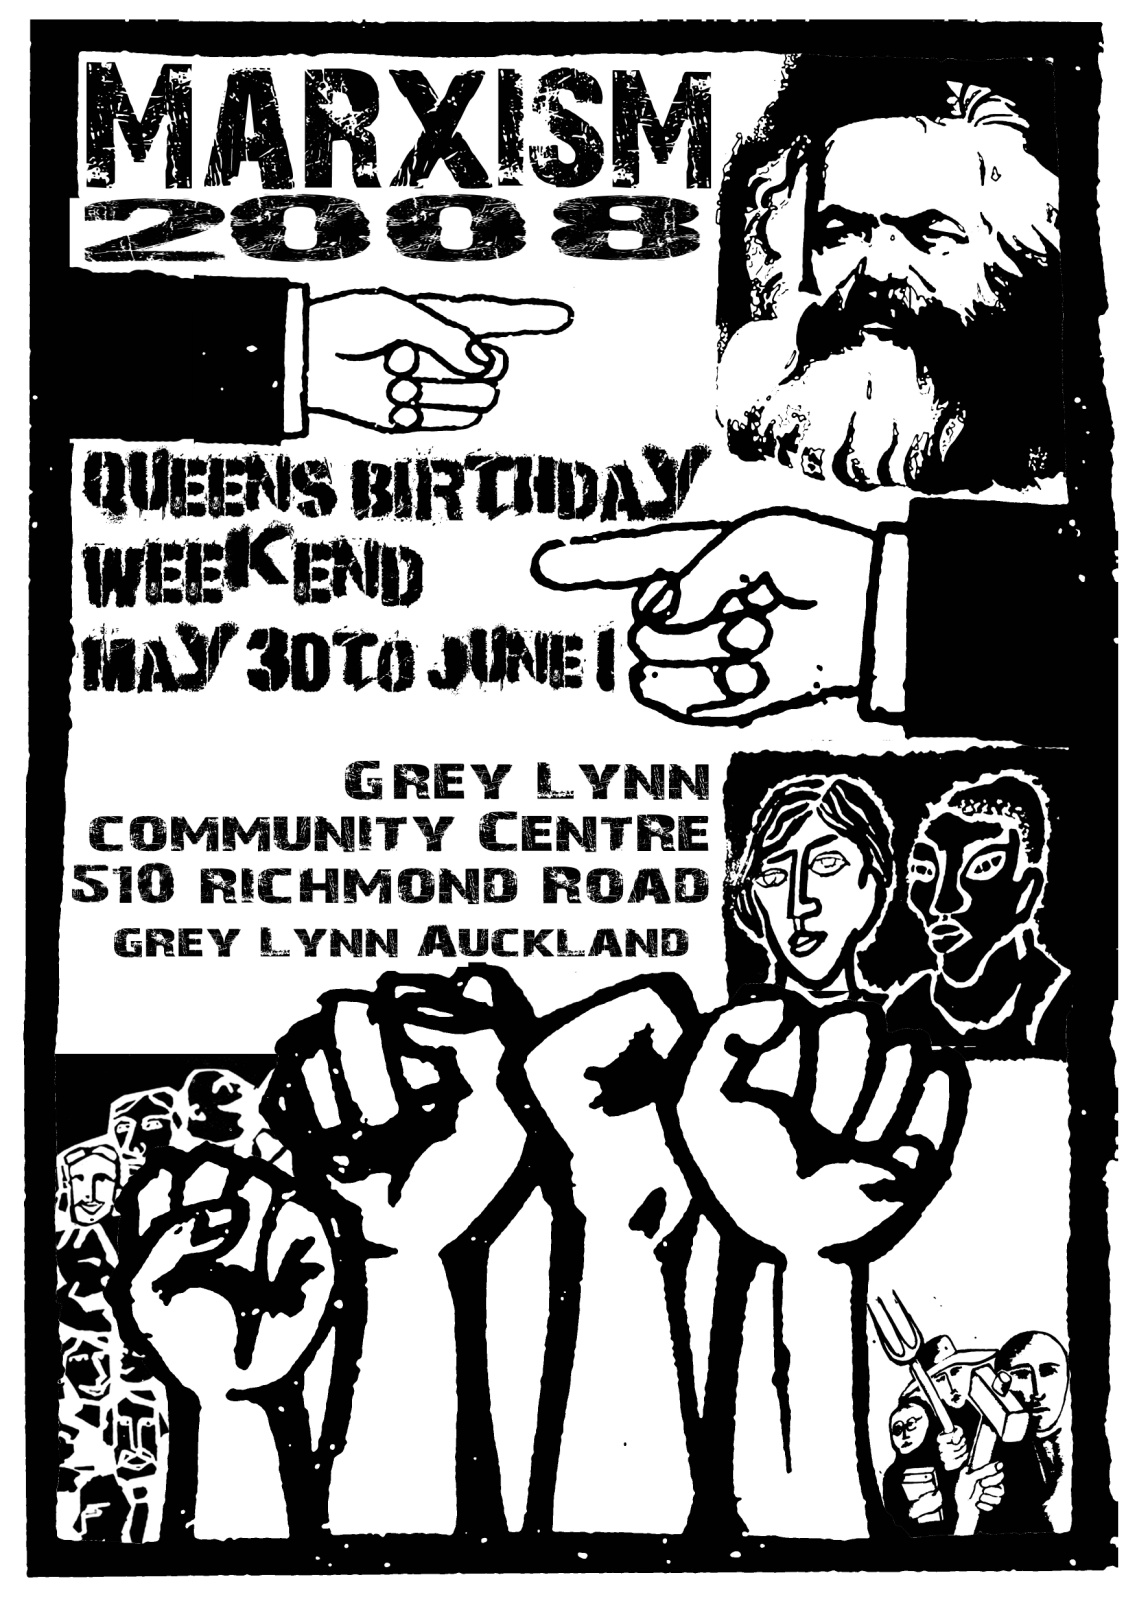 MARXISM
2008
QUEENS BIRTHDAY
WEEKEND
MAY 30 TO JUNE 1
GREY LYNN
COMMUNITY CENTRE
510 RICHMOND ROAD
GREY LYNN AUCKLAND